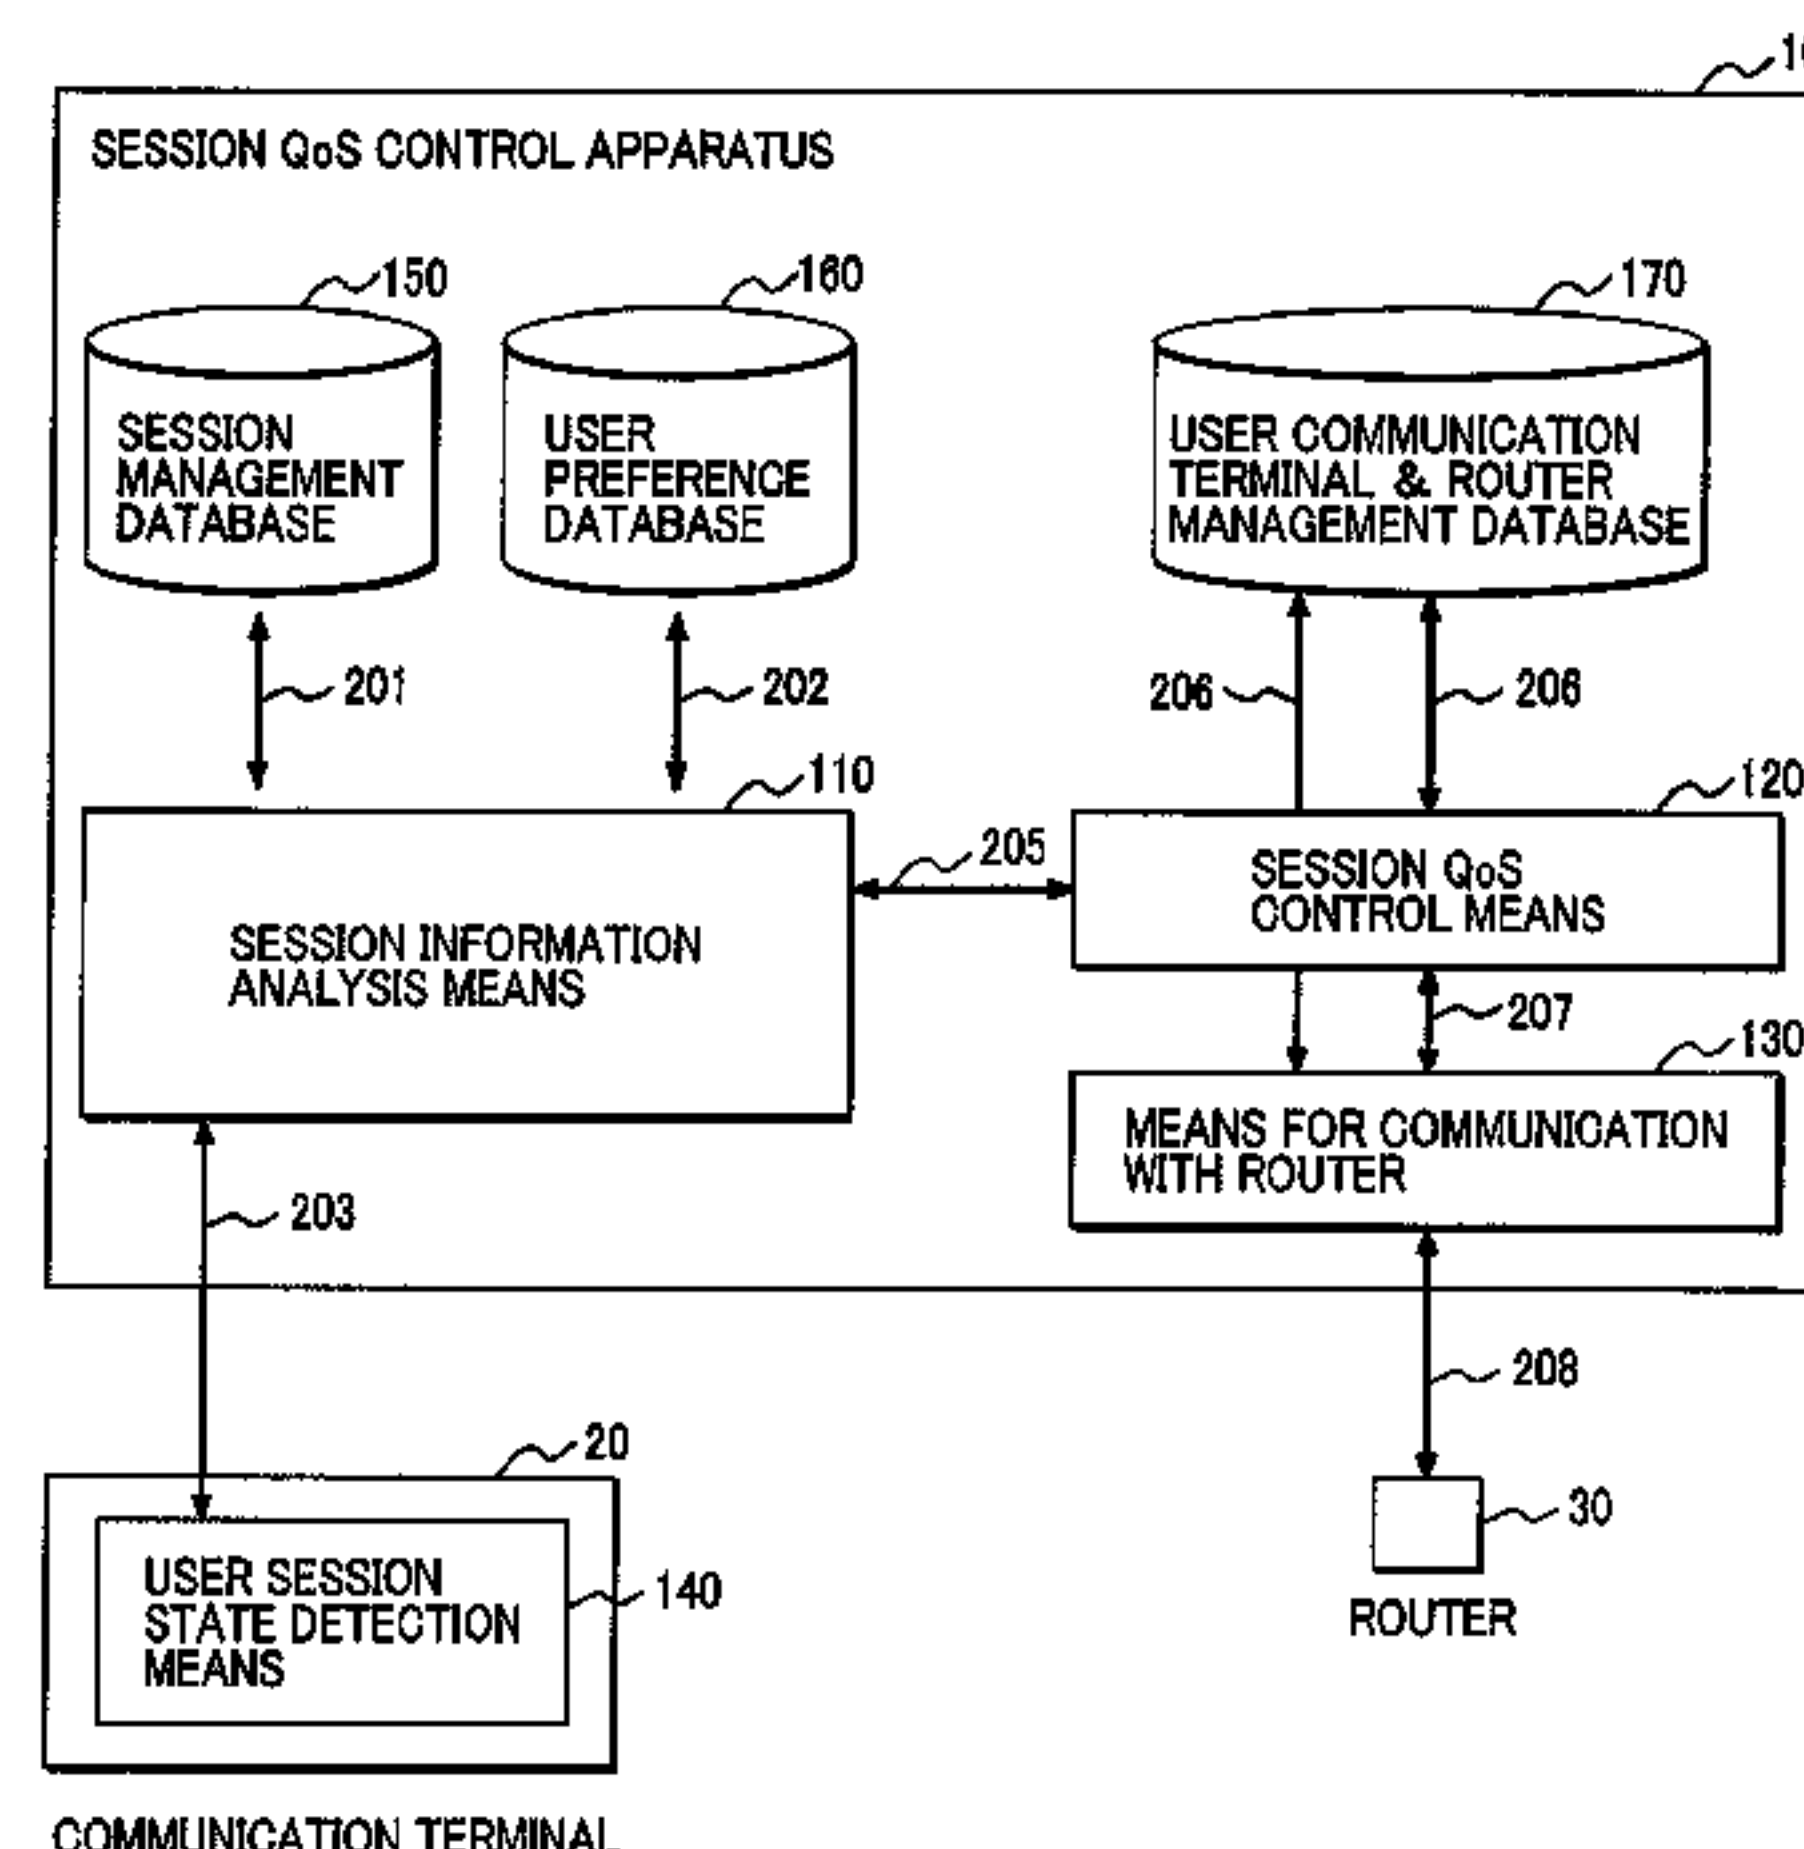 SESSION QoS CONTROL APPARATUS
150
160
170
SESSION
MANAGEMENT
DATABASE
USER
PREFERENCE
DATABASE
USER COMMUNICATION
TERMINAL & ROUTER
MANAGEMENT DATABASE
201
202
206
206
110
120
205
SESSION QoS
CONTROL MEANS
SESSION INFORMATION
ANALYSIS MEANS
207
130
MEANS FOR COMMUNICATION
WITH ROUTER
203
208
20
30
USER SESSION
STATE DETECTION
MEANS
140
ROUTER
COMMUNICATION TERMINAL